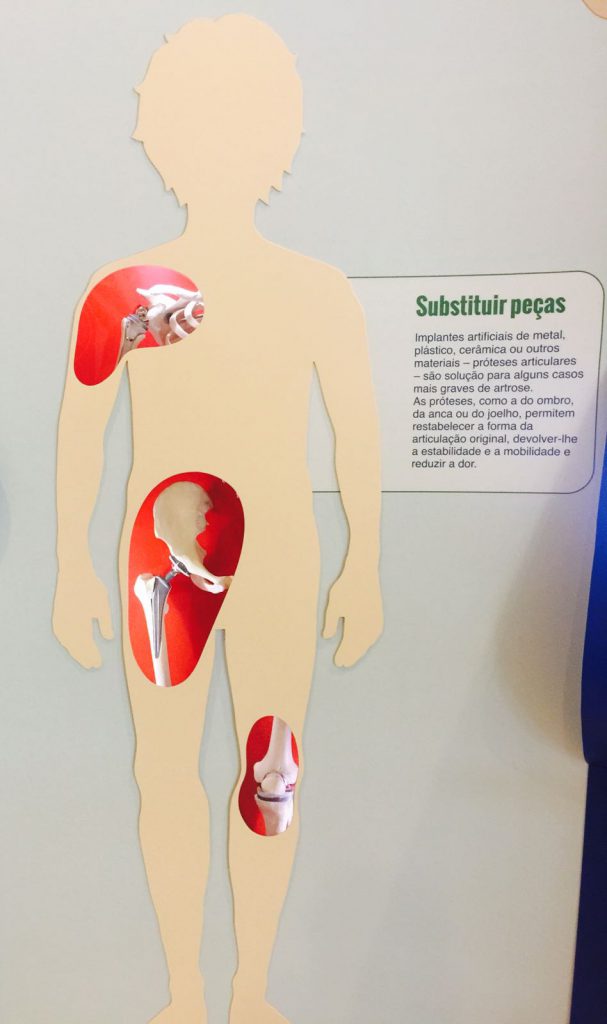 Substituir peças
Implantes artificiais de metal,
plástico, cerâmica ou outros
materiais – próteses articulares
– são solução para alguns casos
mais graves de artrose.
As próteses, como a do ombro,
da anca ou do joelho, permitem
restabelecer a forma da
articulação original, devolver-lhe
a estabilidade e a mobilidade e
reduzir a dor.